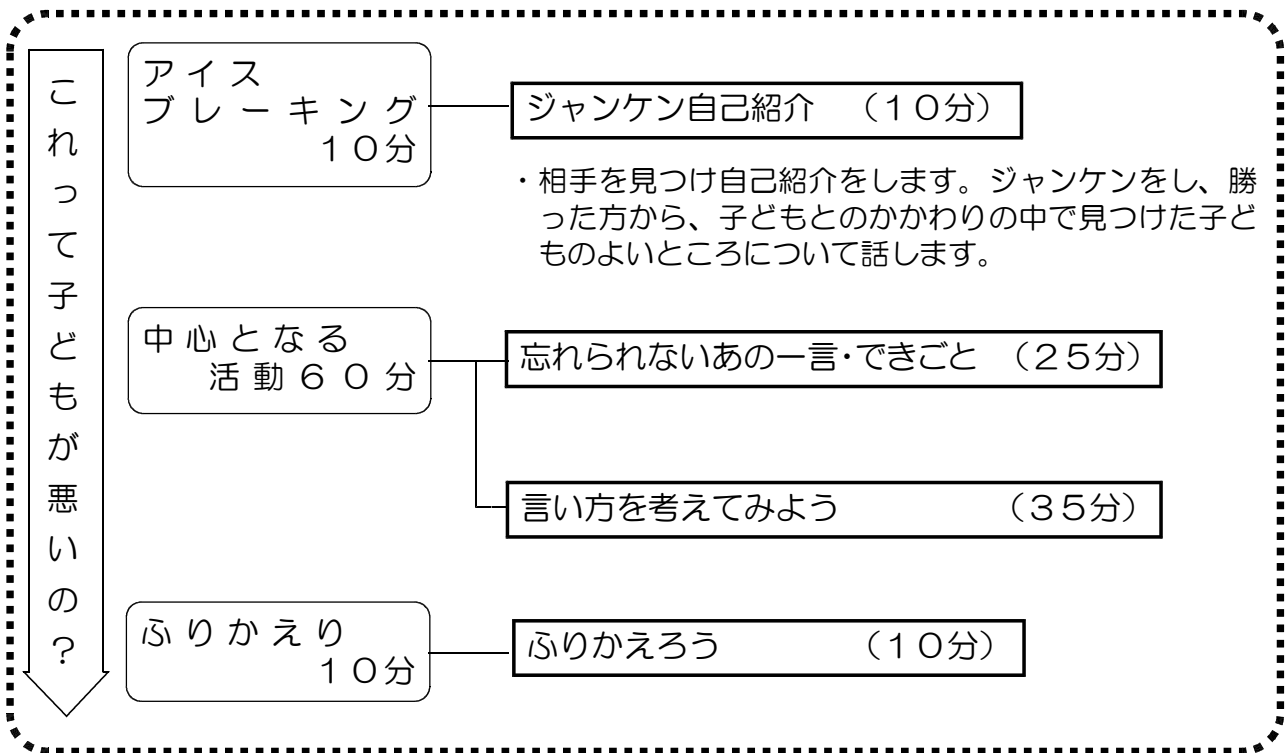 これって子どもが悪いの？
アイス
ブレーキング
１０分
ジャンケン自己紹介　（１０分）
・相手を見つけ自己紹介をします。ジャンケンをし、勝
った方から、子どもとのかかわりの中で見つけた子ど
ものよいところについて話します。
中心となる
活動６０分
忘れられないあの一言・できごと　（２５分）
言い方を考えてみよう　（３５分）
ふりかえり
１０分
ふりかえろう　（１０分）